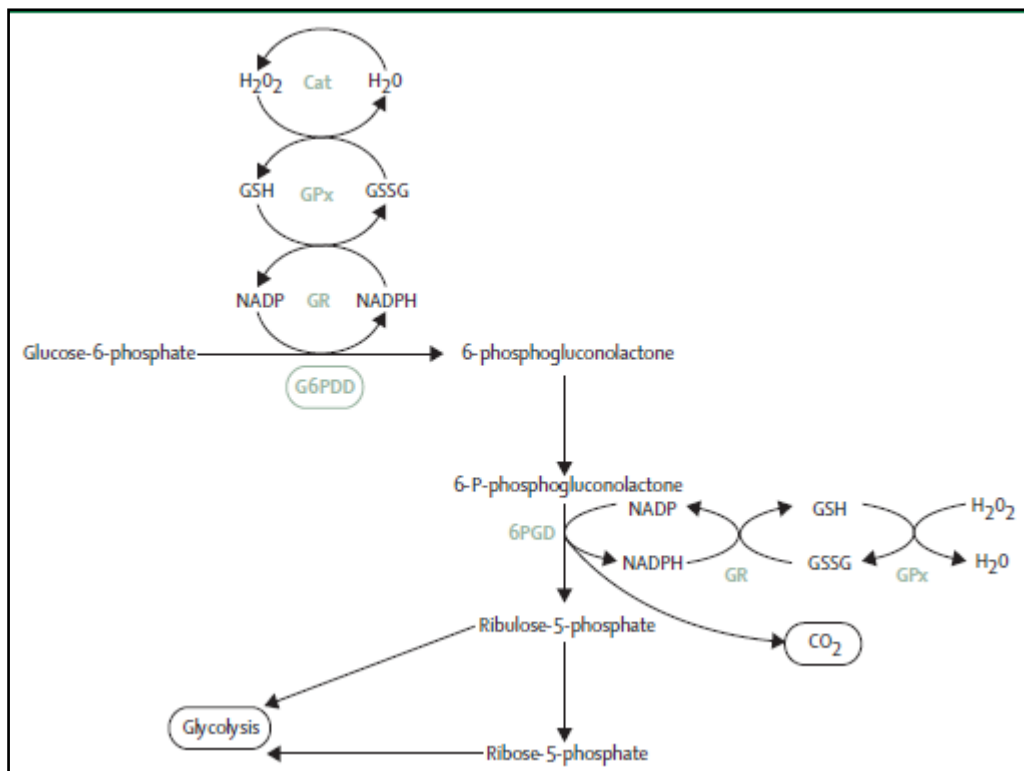 H₂0₂ Cat H₂0
GSH GPx GSSG
NADP GR NADPH
Glucose-6-phosphate 6-phosphogluconolactone
G6PDD
6-P-phosphogluconolactone
NADP GSH H₂0₂
6PGD
NADPH GR GSSG GPx H₂0
Ribulose-5-phosphate
CO₂
Glycolysis
Ribose-5-phosphate